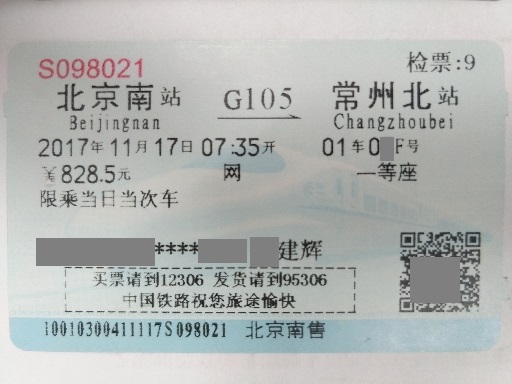 S098021 检票:9
北京南站 G105 常州北站
Beijingnan Changzhoubei
2017年11月17日07:35开 01车0 F号
￥828.5元 网 一等座
限乘当日当次车
**** 建辉
买票请到12306 发货请到95306
中国铁路祝您旅途愉快
10010300411117S098021 北京南售